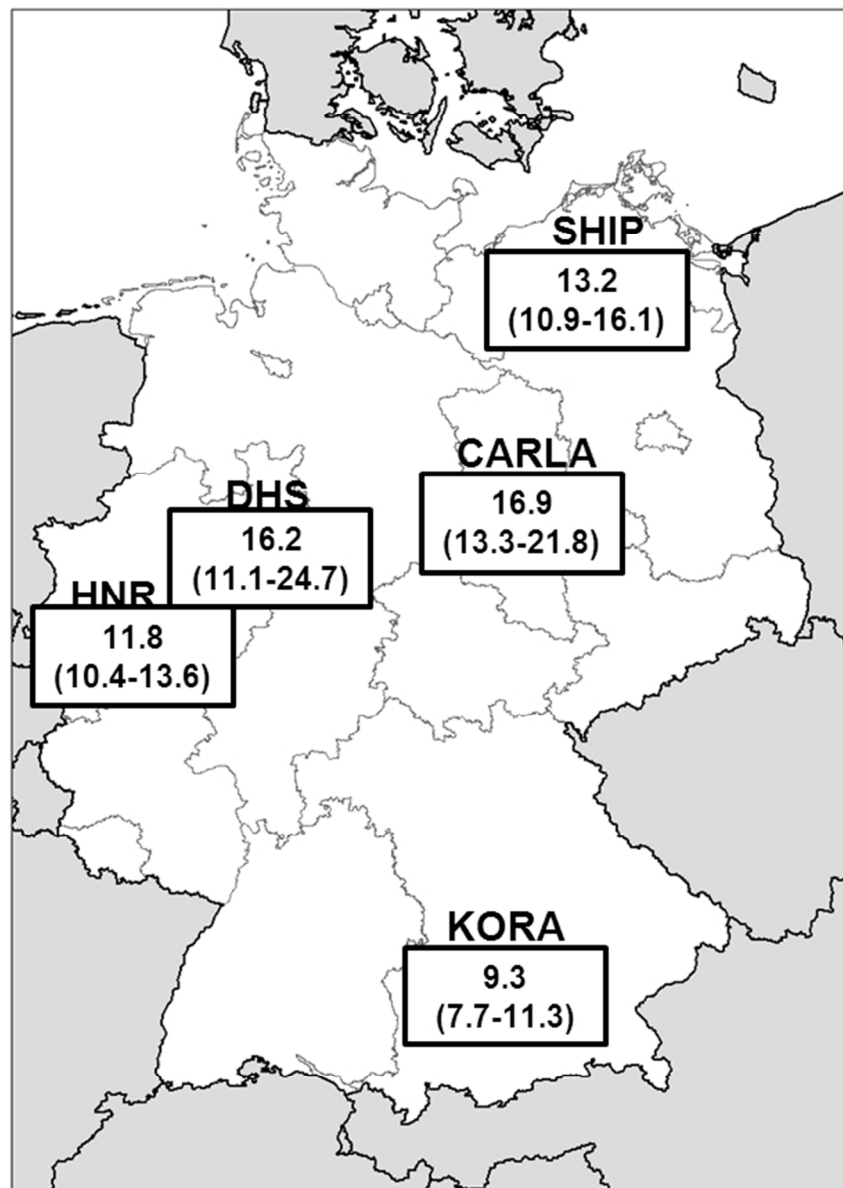 SHIP
13.2
(10.9-16.1)
CARLA
16.9
(13.3-21.8)
DHS
16.2
(11.1-24.7)
HNR
11.8
(10.4-13.6)
KORA
9.3
(7.7-11.3)